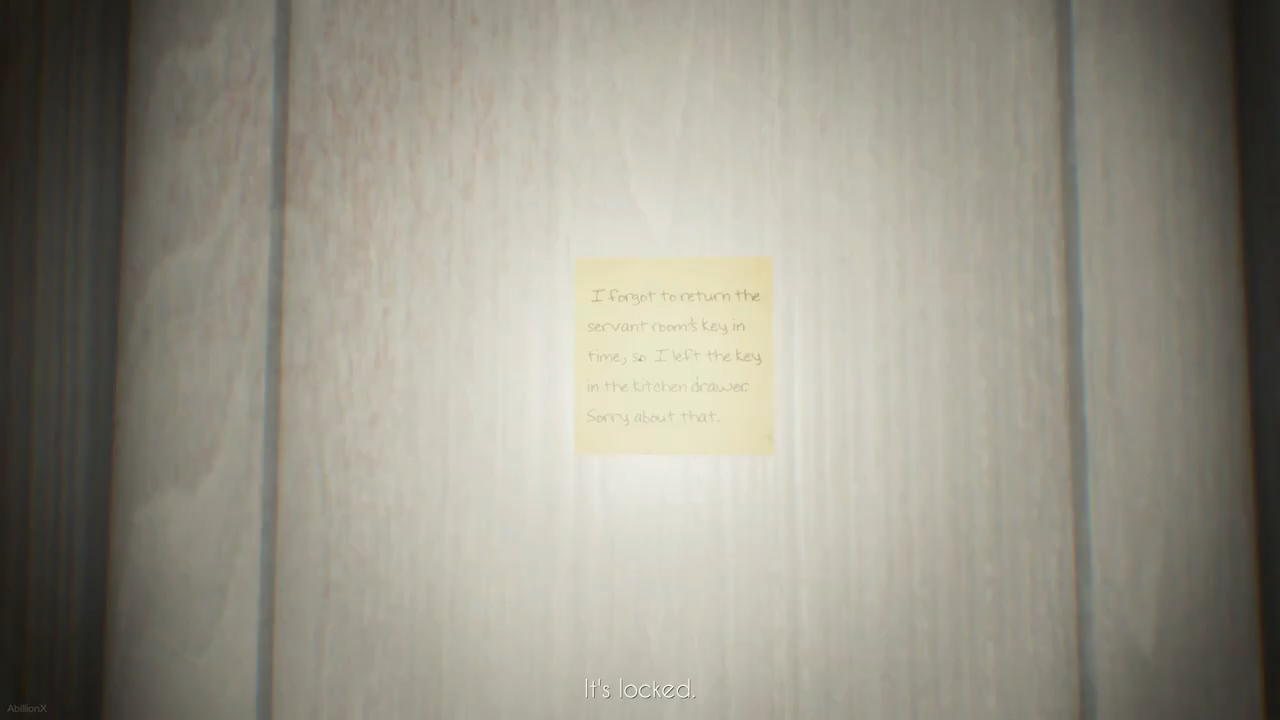 I forgot to return the
servant room's key in
time, so I left the key
in the kitchen drawer.
Sorry about that.
It's locked.
AbillionX